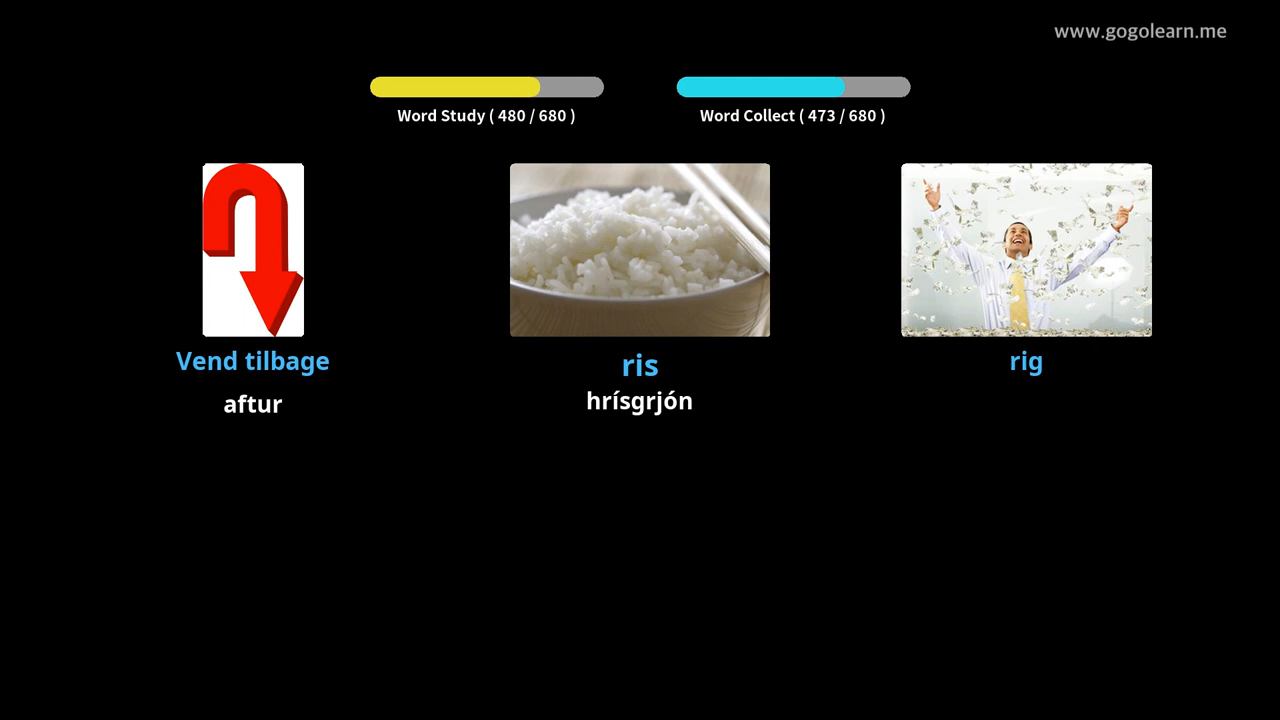 www.gogolearn.me
Word Study ( 480 / 680 )
Word Collect ( 473 / 680 )
Vend tilbage
aftur
ris
hrísgrjón
rig